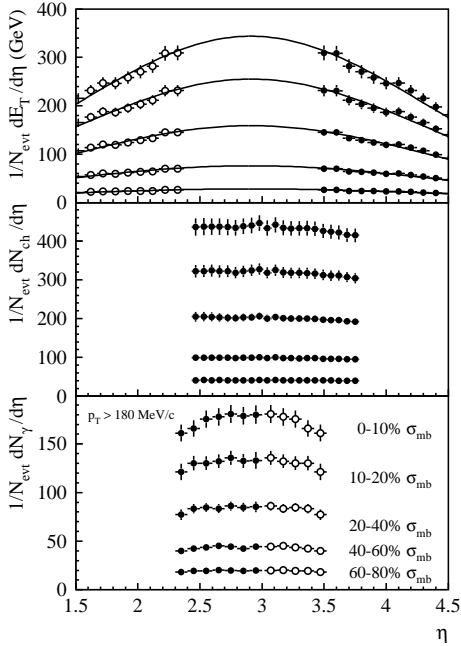 1/N_evt dE_T/dη (GeV)
400
300
200
100
0
1/N_evt dN_ch/dη
400
300
200
100
0
1/N_evt dN_γ/dη
p_T > 180 MeV/c
150
100
50
0
0-10% σ_mb
10-20% σ_mb
20-40% σ_mb
40-60% σ_mb
60-80% σ_mb
1.5 2 2.5 3 3.5 4 4.5
η